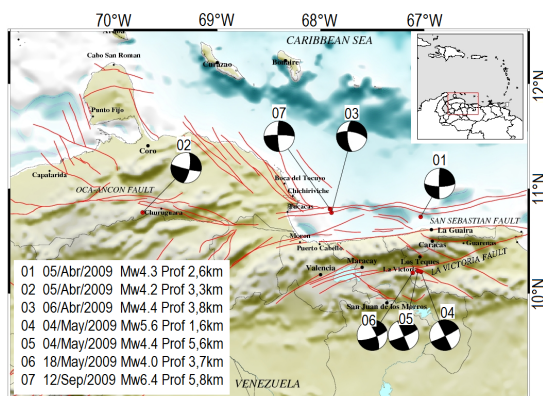 70°W 69°W 68°W 67°W
CARIBBEAN SEA
Aruba
Cabo San Roman
Curazao
Bonaire
12°N
Punto Fijo
07
03
02
Coro
01
Capatarida
Boca del Tocuyo
OCA-ANCON FAULT
Chichiriviche
11°N
Churuguara
Tucacas
SAN SEBASTIAN FAULT
La Guaira
Moron
Puerto Cabello
Caracas
Guarenas
Maracay
Los Teques
Valencia
La Victoria
LA VICTORIA FAULT
10°N
San Juan de los Morros
06
05
04
01 05/Abr/2009 Mw4.3 Prof 2,6km
02 05/Abr/2009 Mw4.2 Prof 3,3km
03 06/Abr/2009 Mw4.4 Prof 3,8km
04 04/May/2009 Mw5.6 Prof 1,6km
05 04/May/2009 Mw4.4 Prof 5,6km
06 18/May/2009 Mw4.0 Prof 3,7km
07 12/Sep/2009 Mw6.4 Prof 5,8km
VENEZUELA